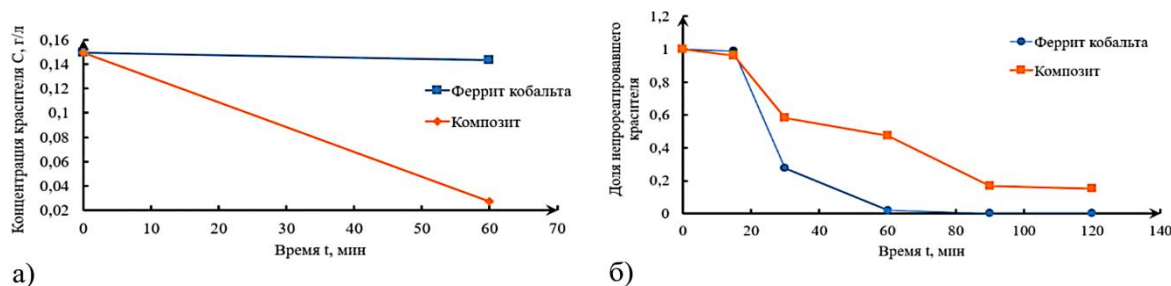 Концентрация красителя С, г/л
0,16
0,14
0,12
0,1
0,08
0,06
0,04
0,02
0
10
20
30
40
50
60
70
Время t, мин
Феррит кобальта
Композит
а)
Доля непрореагировавшего
красителя
1,2
1
0,8
0,6
0,4
0,2
0
0
20
40
60
80
100
120
140
Время t, мин
Феррит кобальта
Композит
б)